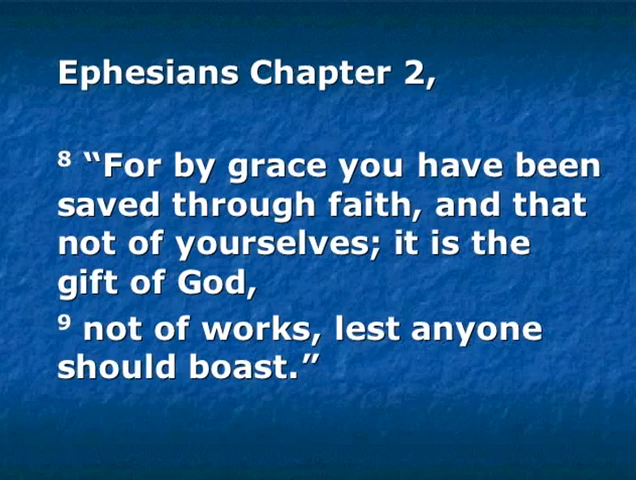 Ephesians Chapter 2,
8 “For by grace you have been
saved through faith, and that
not of yourselves; it is the
gift of God,
9 not of works, lest anyone
should boast.”